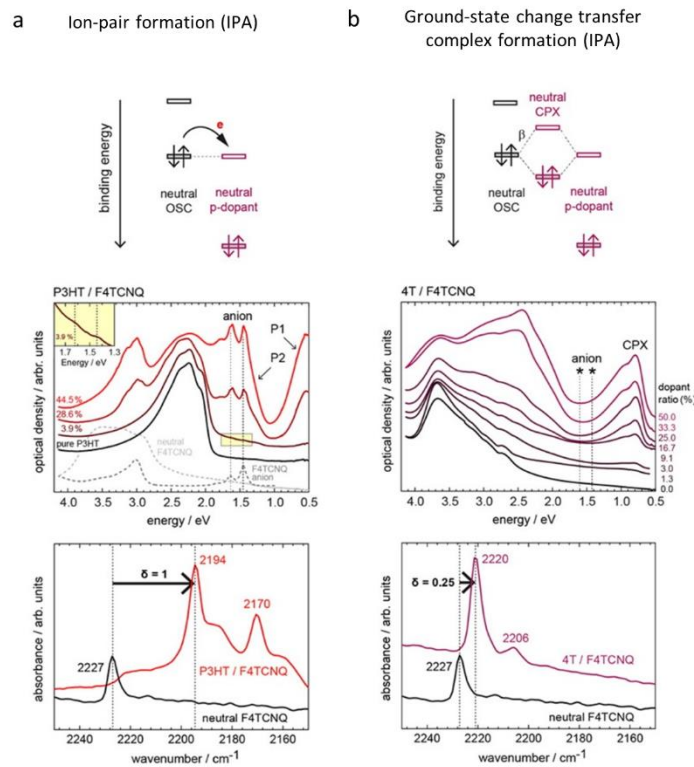 a
Ion-pair formation (IPA)
b
Ground-state change transfer
complex formation (IPA)
binding energy
e
neutral
OSC
neutral
p-dopant
binding energy
neutral
CPX
β
neutral
OSC
neutral
p-dopant
P3HT / F4TCNQ
optical density / arbr. units
3.9%
1.7 1.5 1.3
Energy / eV
anion
P1
P2
44.5%
28.6%
3.9%
pure P3HT
neutral
F4TCNQ
F4TCNQ
anion
4.0 3.5 3.0 2.5 2.0 1.5 1.0 0.5
energy / eV
4T / F4TCNQ
optical density / arb. units
anion
* *
CPX
dopant
ratio (%)
50.0
33.3
25.0
16.7
9.1
3.0
1.3
0.0
4.0 3.5 3.0 2.5 2.0 1.5 1.0 0.5
energy / eV
absorbance / arb. units
δ = 1
2194
2170
2227
P3HT / F4TCNQ
neutral F4TCNQ
2240 2220 2200 2180 2160
wavenumber / cm-1
absorbance / arb. units
δ = 0.25
2220
2206
2227
4T / F4TCNQ
neutral F4TCNQ
2240 2220 2200 2180 2160
wavenumber / cm-1